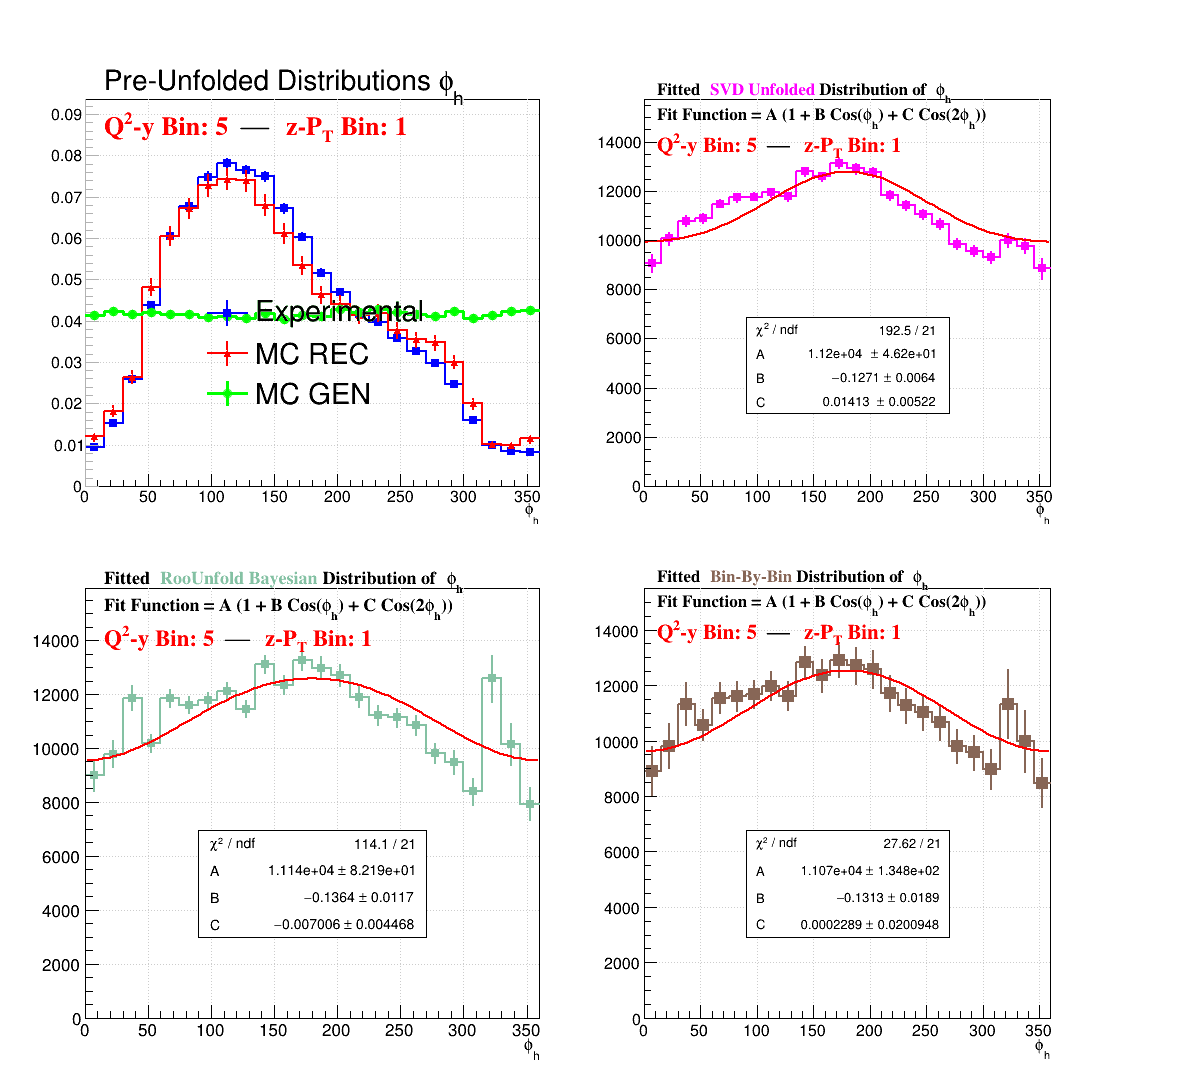 Pre-Unfolded Distributions ϕh
Q²-y Bin: 5 — z-PT Bin: 1
0.09
0.08
0.07
0.06
0.05
0.04
0.03
0.02
0.01
0
Experimental
MC REC
MC GEN
0 50 100 150 200 250 300 350
ϕh
Fitted SVD Unfolded Distribution of ϕh
Fit Function = A (1 + B Cos(ϕh) + C Cos(2ϕh))
Q²-y Bin: 5 — z-PT Bin: 1
14000
12000
10000
8000
6000
4000
2000
0
χ² / ndf 192.5 / 21
A 1.12e+04 ± 4.62e+01
B −0.1271 ± 0.0064
C 0.01413 ± 0.00522
0 50 100 150 200 250 300 350
ϕh
Fitted RooUnfold Bayesian Distribution of ϕh
Fit Function = A (1 + B Cos(ϕh) + C Cos(2ϕh))
Q²-y Bin: 5 — z-PT Bin: 1
14000
12000
10000
8000
6000
4000
2000
0
χ² / ndf 114.1 / 21
A 1.114e+04 ± 8.219e+01
B −0.1364 ± 0.0117
C −0.007006 ± 0.004468
0 50 100 150 200 250 300 350
ϕh
Fitted Bin-By-Bin Distribution of ϕh
Fit Function = A (1 + B Cos(ϕh) + C Cos(2ϕh))
Q²-y Bin: 5 — z-PT Bin: 1
14000
12000
10000
8000
6000
4000
2000
0
χ² / ndf 27.62 / 21
A 1.107e+04 ± 1.348e+02
B −0.1313 ± 0.0189
C 0.0002289 ± 0.0200948
0 50 100 150 200 250 300 350
ϕh